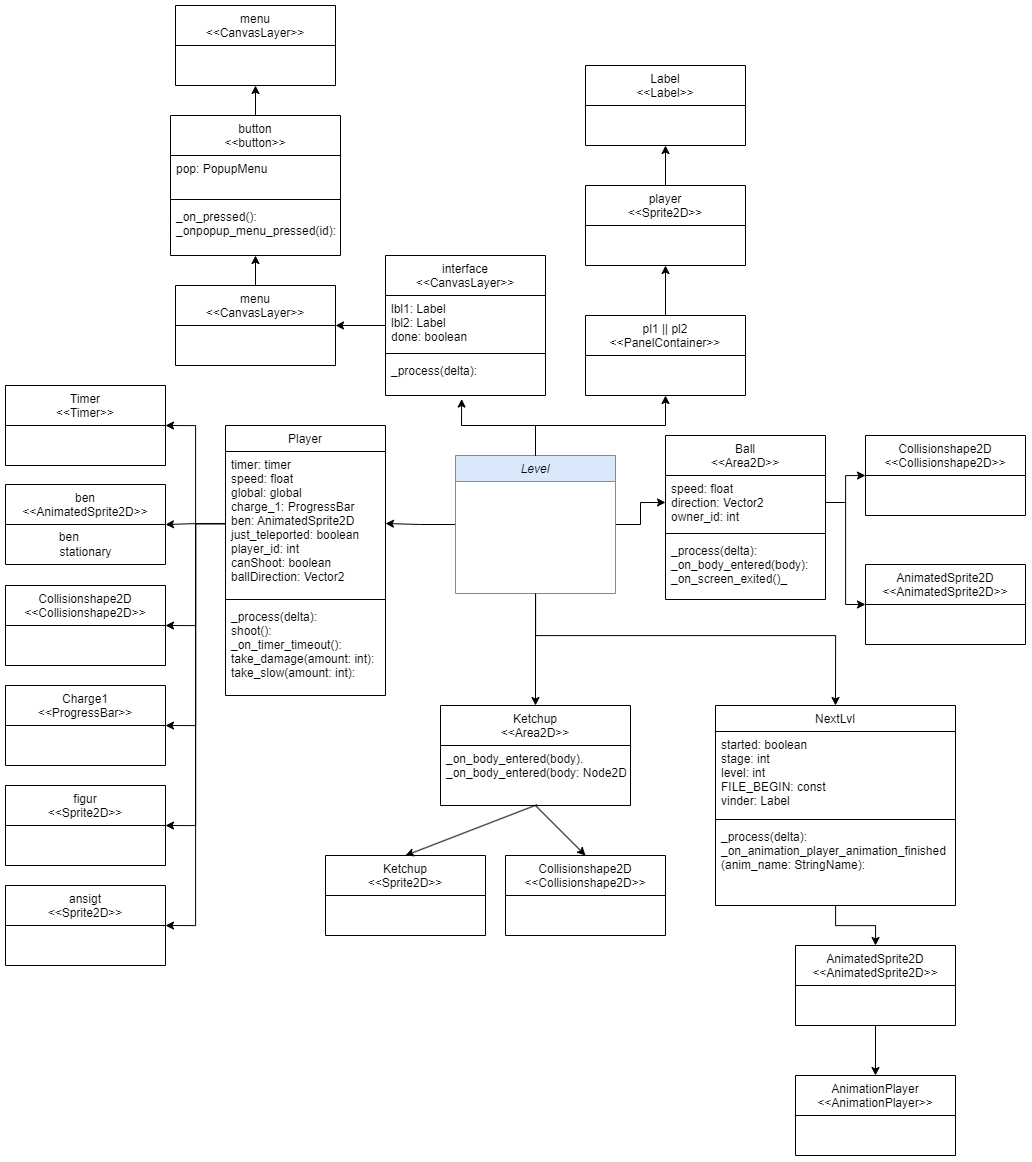 menu
<<CanvasLayer>>
button
<<button>>
pop: PopupMenu
_on_pressed():
_onpopup_menu_pressed(id):
menu
<<CanvasLayer>>
interface
<<CanvasLayer>>
lbl1: Label
lbl2: Label
done: boolean
_process(delta):
Label
<<Label>>
player
<<Sprite2D>>
pl1 || pl2
<<PanelContainer>>
Timer
<<Timer>>
ben
<<AnimatedSprite2D>>
ben
stationary
Collisionshape2D
<<Collisionshape2D>>
Charge1
<<ProgressBar>>
figur
<<Sprite2D>>
ansigt
<<Sprite2D>>
Player
timer: timer
speed: float
global: global
charge_1: ProgressBar
ben: AnimatedSprite2D
just_teleported: boolean
player_id: int
canShoot: boolean
ballDirection: Vector2
_process(delta):
shoot():
_on_timer_timeout():
take_damage(amount: int):
take_slow(amount: int):
Level
Ball
<<Area2D>>
speed: float
direction: Vector2
owner_id: int
_process(delta):
_on_body_entered(body):
_on_screen_exited()_
Collisionshape2D
<<Collisionshape2D>>
AnimatedSprite2D
<<AnimatedSprite2D>>
Ketchup
<<Area2D>>
_on_body_entered(body).
_on_body_entered(body: Node2D
Ketchup
<<Sprite2D>>
Collisionshape2D
<<Collisionshape2D>>
NextLvl
started: boolean
stage: int
level: int
FILE_BEGIN: const
vinder: Label
_process(delta):
_on_animation_player_animation_finished
(anim_name: StringName):
AnimatedSprite2D
<<AnimatedSprite2D>>
AnimationPlayer
<<AnimationPlayer>>